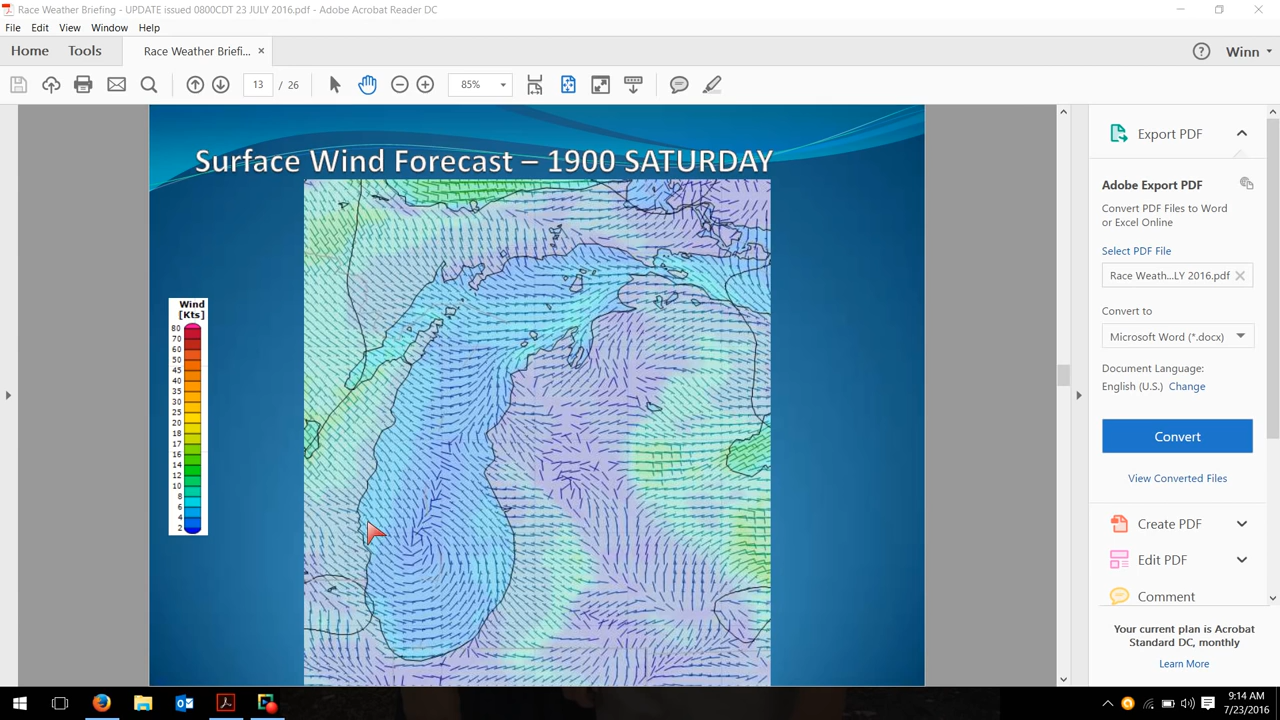 Race Weather Briefing - UPDATE issued 0800CDT 23 JULY 2016.pdf - Adobe Acrobat Reader DC
File Edit View Window Help
Home Tools Race Weather Briefi... × Winn
13 / 26 85%
Surface Wind Forecast – 1900 SATURDAY
Wind
[Kts]
80
70
60
50
45
40
35
30
25
20
17
16
14
12
10
8
6
4
2
Export PDF
Adobe Export PDF
Convert PDF Files to Word
or Excel Online
Select PDF File
Race Weath...LY 2016.pdf
Convert to
Microsoft Word (*.docx)
Document Language:
English (U.S.) Change
Convert
View Converted Files
Create PDF
Edit PDF
Comment
Your current plan is Acrobat
Standard DC, monthly
Learn More
9:14 AM
7/23/2016